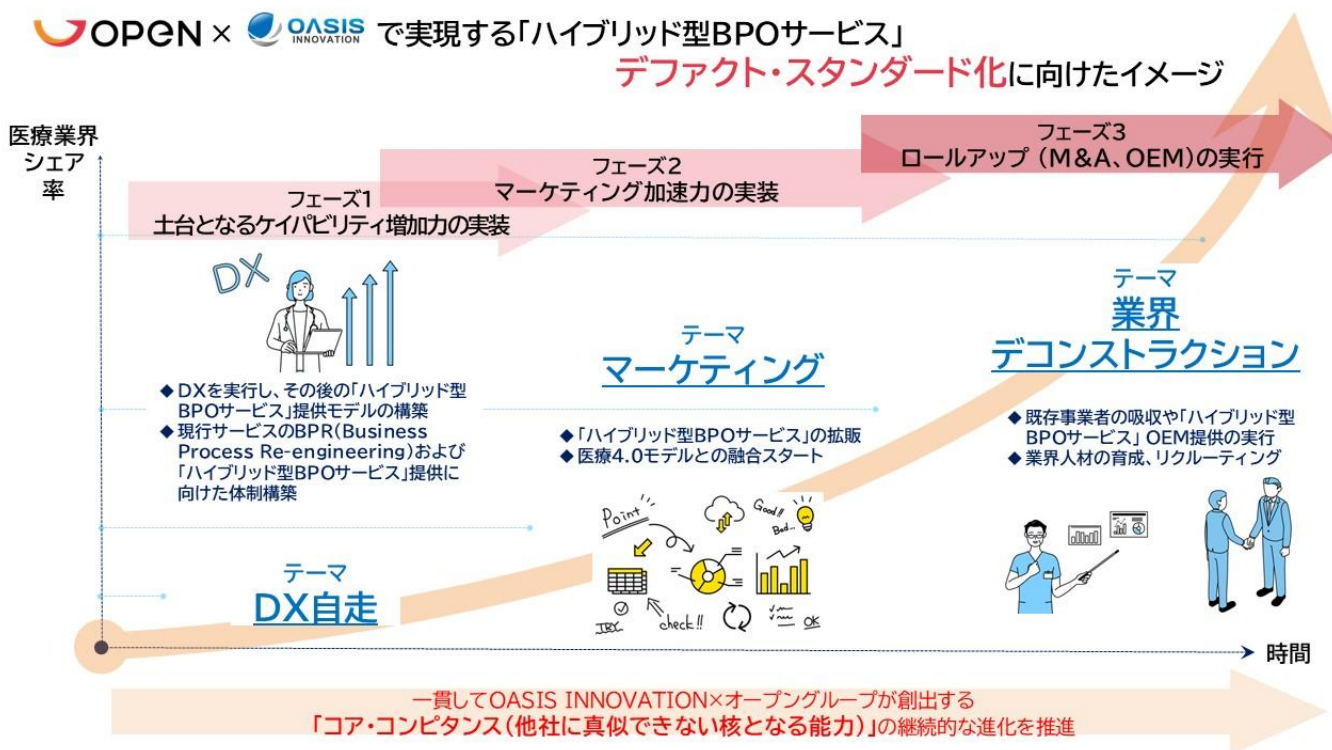 OPEN × OASIS INNOVATION で実現する「ハイブリッド型BPOサービス」
デファクト・スタンダード化に向けたイメージ
医療業界
シェア
率
フェーズ1
土台となるケイパビリティ増加力の実装
フェーズ2
マーケティング加速力の実装
フェーズ3
ロールアップ（M&A、OEM）の実行
DX
◆DXを実行し、その後の「ハイブリッド型
BPOサービス」提供モデルの構築
◆現行サービスのBPR(Business
Process Re-engineering)および
「ハイブリッド型BPOサービス」提供に
向けた体制構築
テーマ
DX自走
テーマ
マーケティング
◆「ハイブリッド型BPOサービス」の拡販
◆医療4.0モデルとの融合スタート
Point
Good!!
Bad...
check!!
OK
テーマ
業界
デコンストラクション
◆既存事業者の吸収や「ハイブリッド型
BPOサービス」OEM提供の実行
◆業界人材の育成、リクルーティング
時間
一貫してOASIS INNOVATION×オープングループが創出する
「コア・コンピタンス(他社に真似できない核となる能力)」の継続的な進化を推進